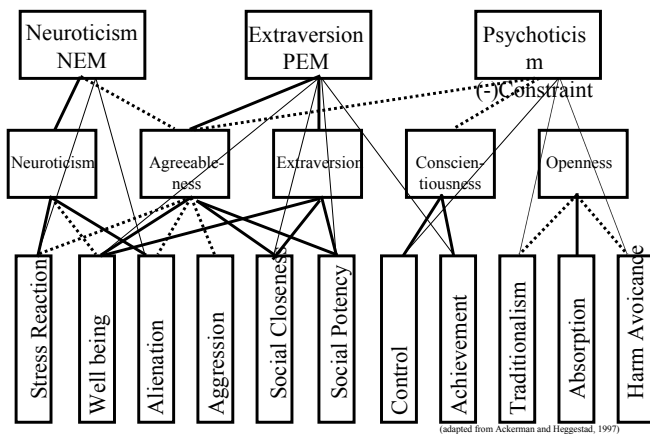 Neuroticism
NEM
Extraversion
PEM
Psychoticis
m
(-)Constraint
Neuroticism
Agreeable-
ness
Extraversion
Conscien-
tiousness
Openness
Stress Reaction
Well being
Alienation
Aggression
Social Closeness
Social Potency
Control
Achievement
Traditionalism
Absorption
Harm Avoicance
(adapted from Ackerman and Heggestad, 1997)